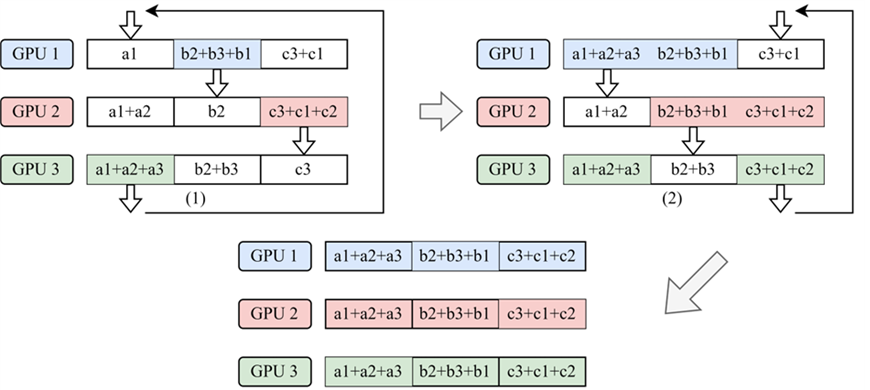 GPU 1 a1 b2+b3+b1 c3+c1
GPU 2 a1+a2 b2 c3+c1+c2
GPU 3 a1+a2+a3 b2+b3 c3
(1)
GPU 1 a1+a2+a3 b2+b3+b1 c3+c1
GPU 2 a1+a2 b2+b3+b1 c3+c1+c2
GPU 3 a1+a2+a3 b2+b3 c3+c1+c2
(2)
GPU 1 a1+a2+a3 b2+b3+b1 c3+c1+c2
GPU 2 a1+a2+a3 b2+b3+b1 c3+c1+c2
GPU 3 a1+a2+a3 b2+b3+b1 c3+c1+c2